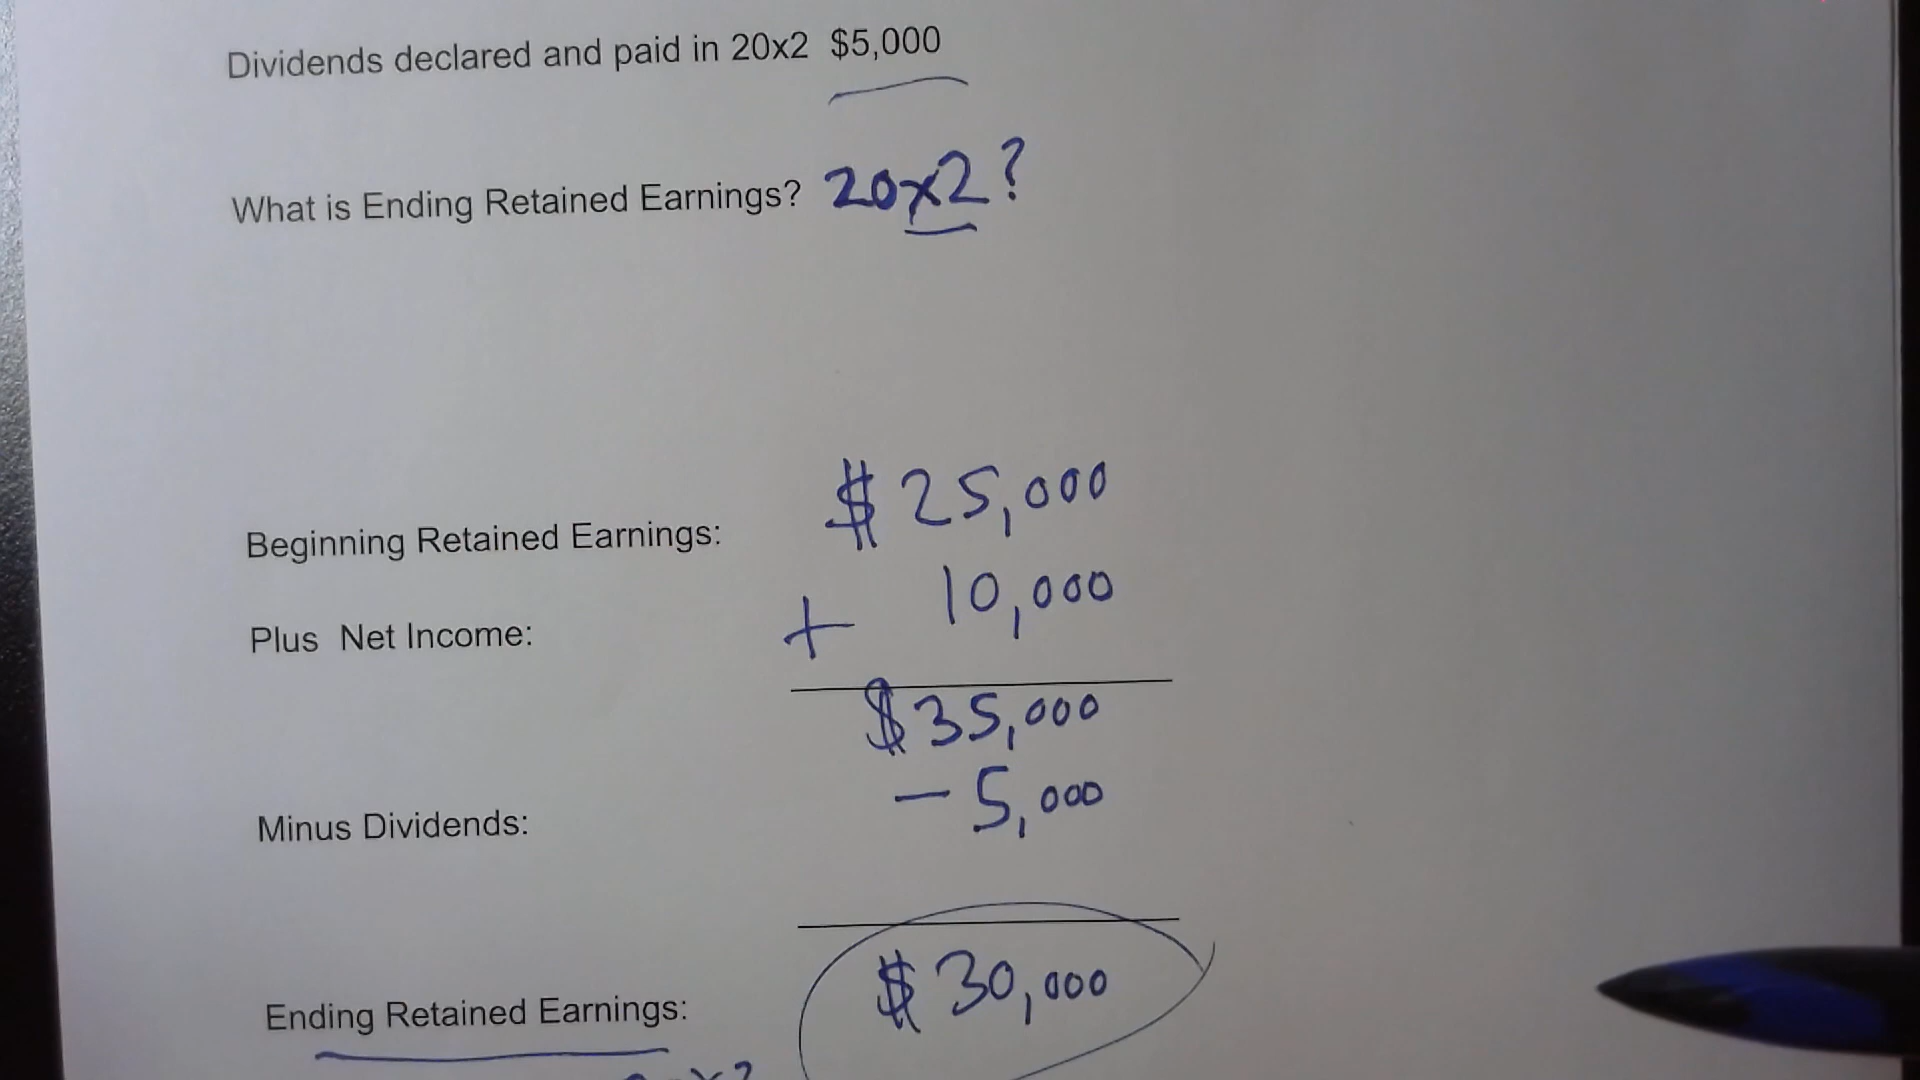 Dividends declared and paid in 20x2 $5,000
What is Ending Retained Earnings? 20x2?
Beginning Retained Earnings: $25,000
Plus Net Income: + 10,000
$35,000
Minus Dividends: - 5,000
Ending Retained Earnings: $30,000